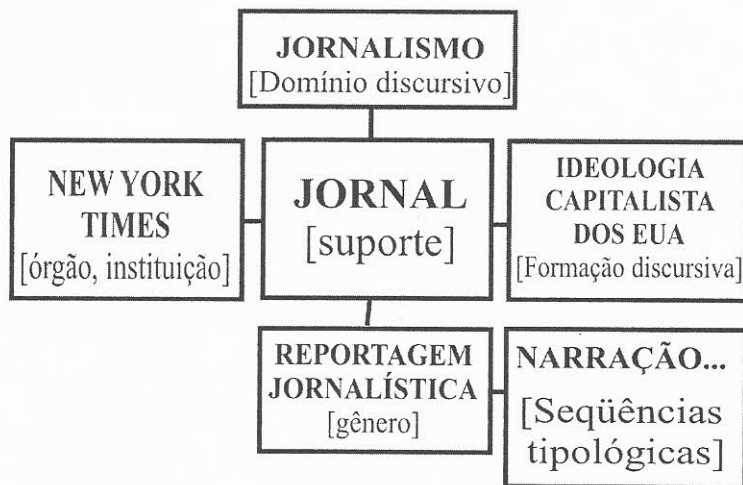 JORNALISMO
[Domínio discursivo]
NEW YORK
TIMES
[órgão, instituição]
JORNAL
[suporte]
IDEOLOGIA
CAPITALISTA
DOS EUA
[Formação discursiva]
REPORTAGEM
JORNALÍSTICA
[gênero]
NARRAÇÃO...
[Seqüências
tipológicas]